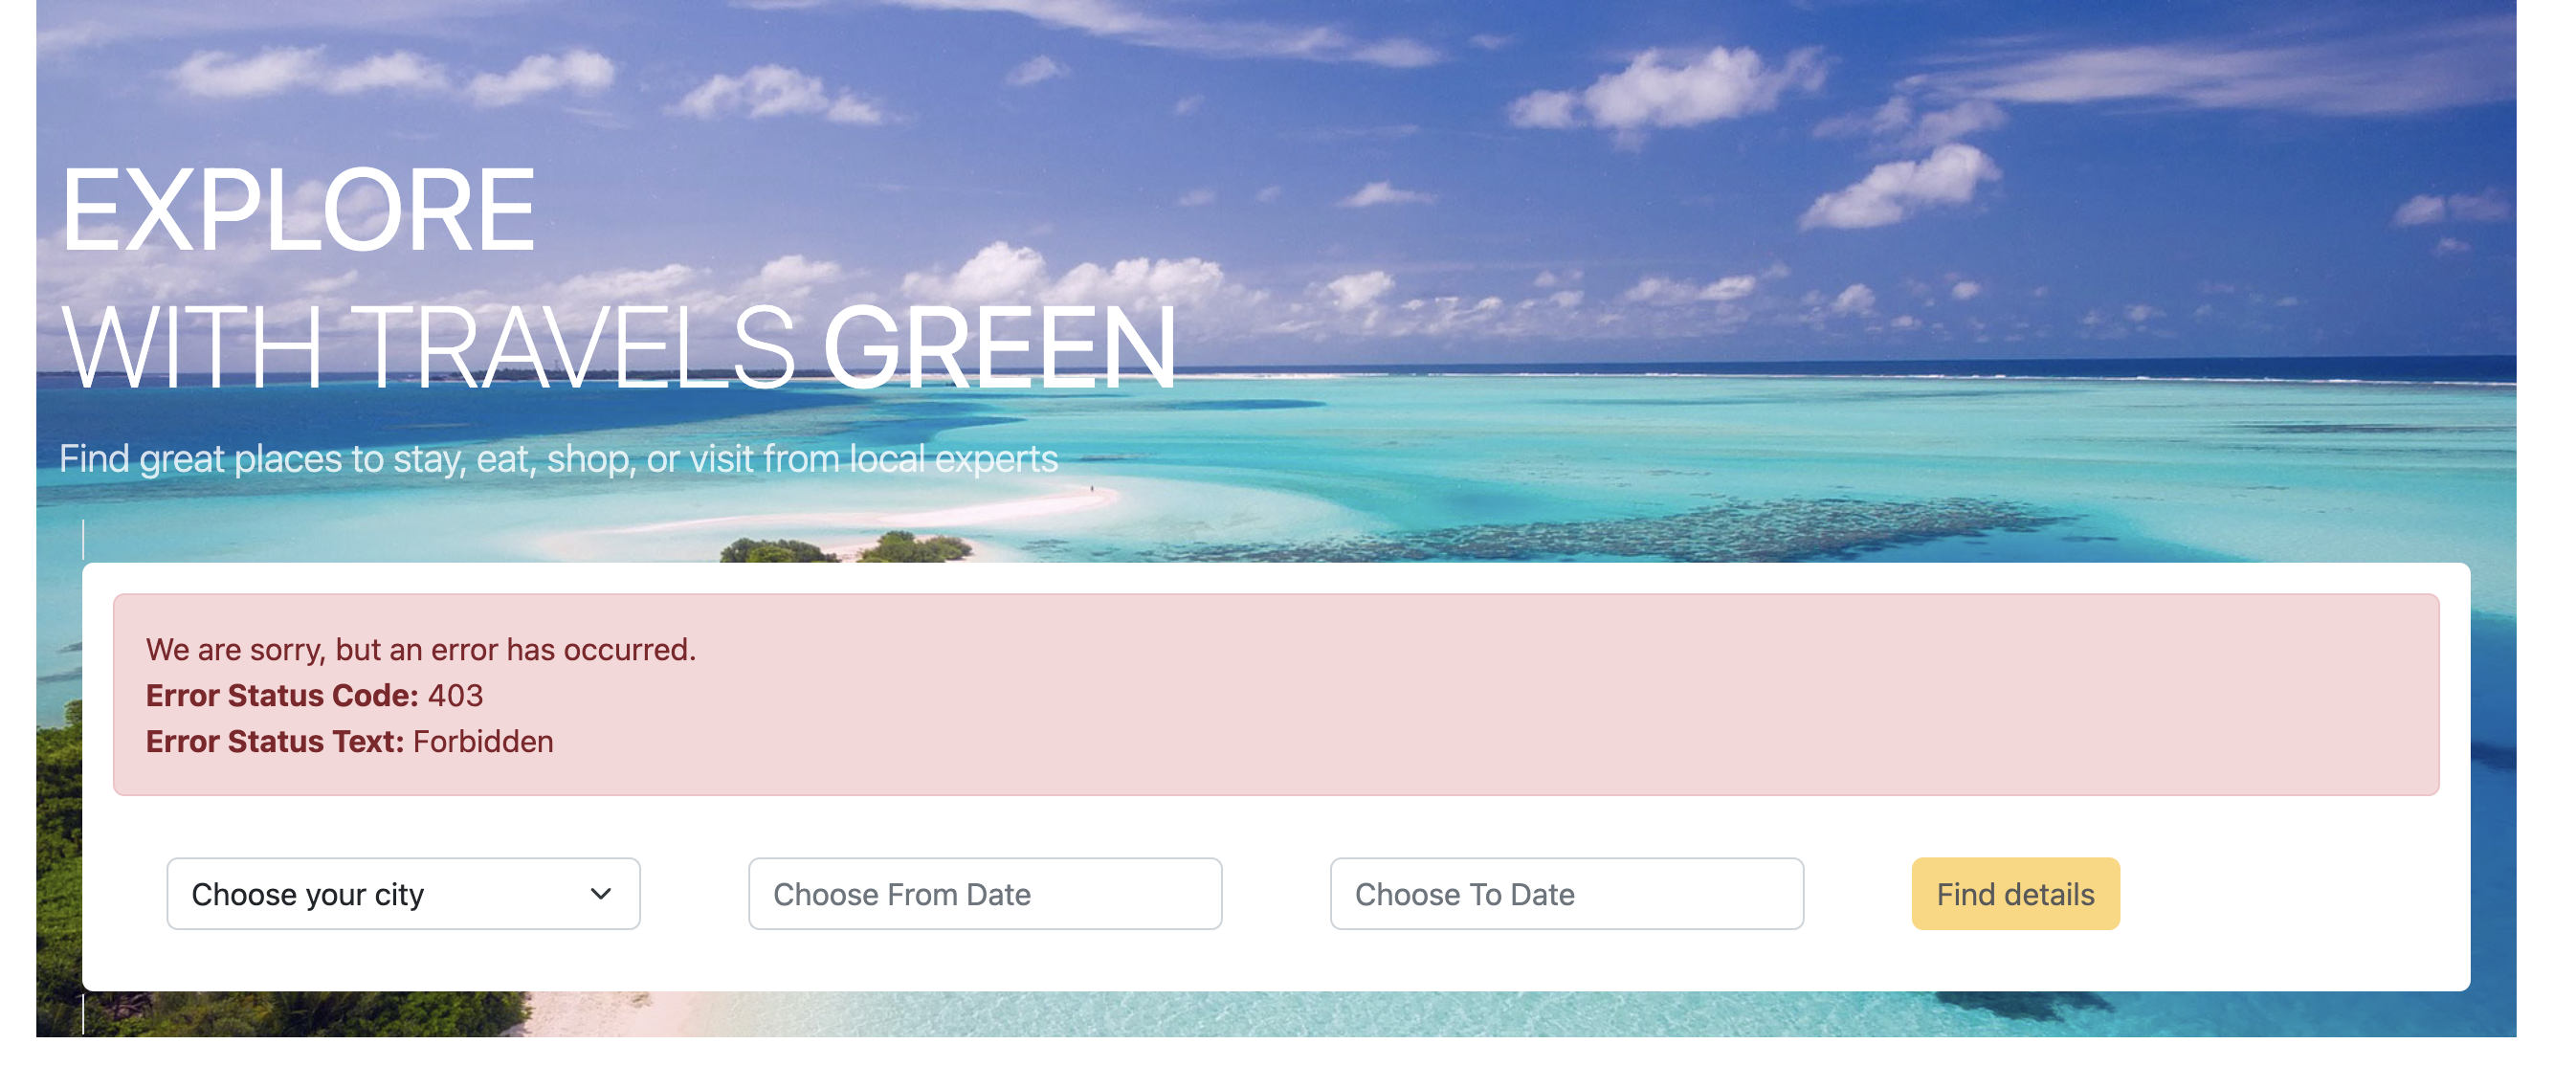 EXPLORE
WITH TRAVELS GREEN
Find great places to stay, eat, shop, or visit from local experts
We are sorry, but an error has occurred.
Error Status Code: 403
Error Status Text: Forbidden
Choose your city
Choose From Date
Choose To Date
Find details